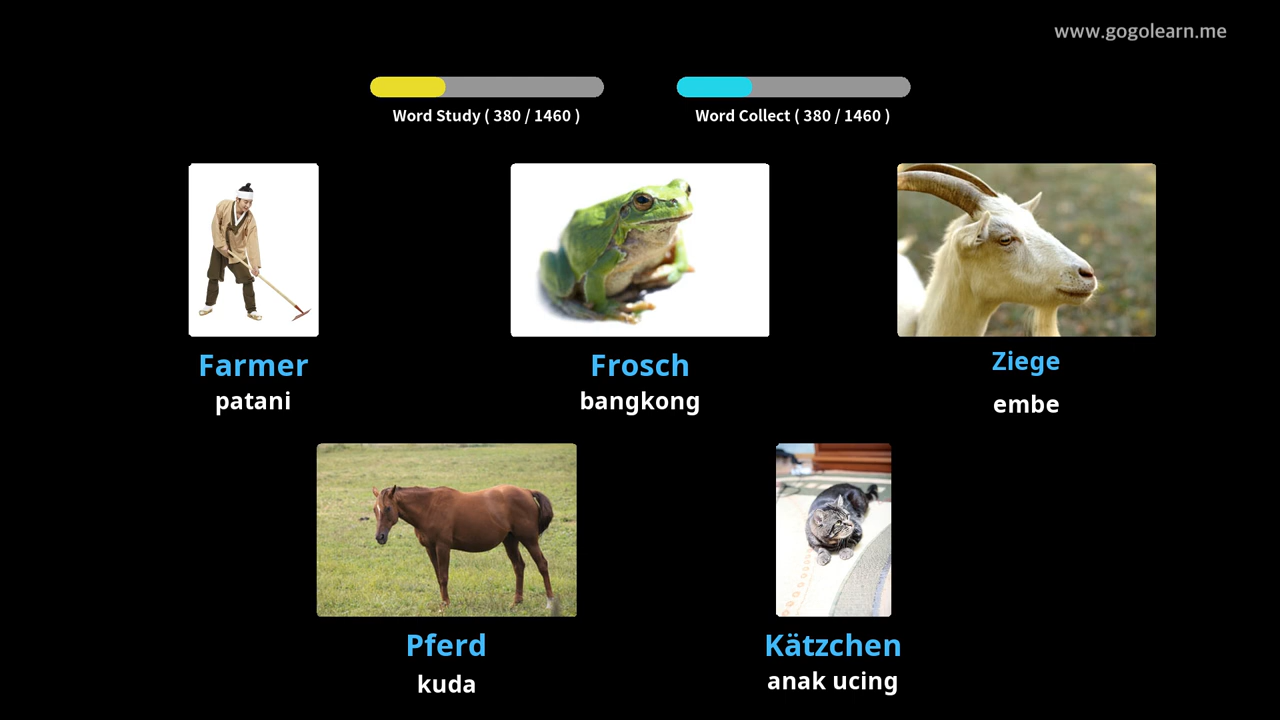 www.gogolearn.me
Word Study ( 380 / 1460 )
Word Collect ( 380 / 1460 )
Farmer
patani
Frosch
bangkong
Ziege
embe
Pferd
kuda
Kätzchen
anak ucing